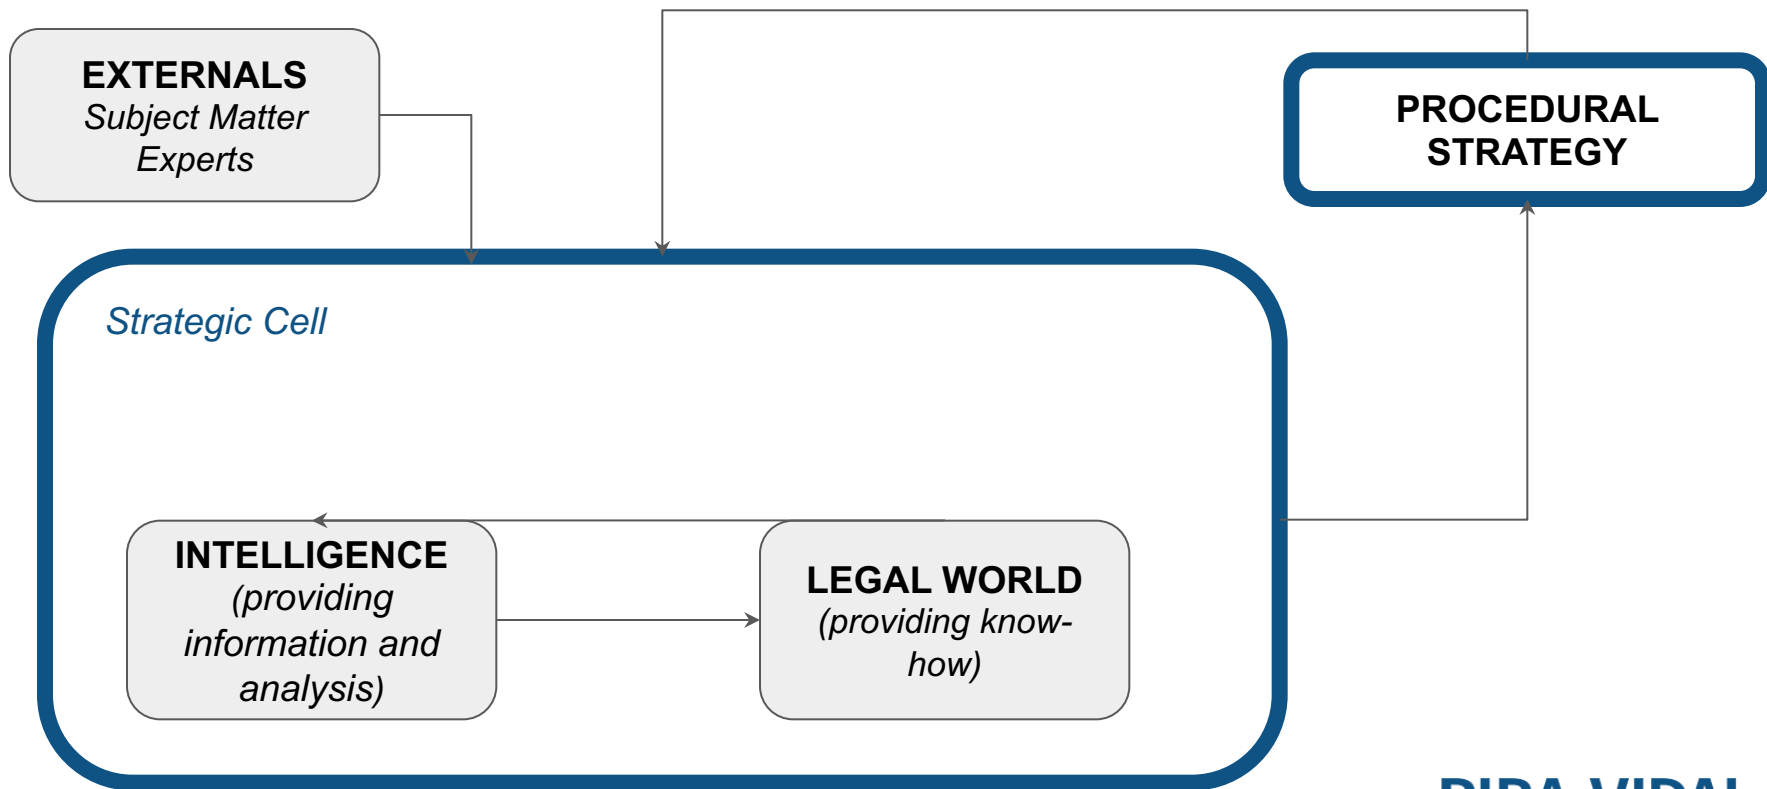 EXTERNALS
Subject Matter
Experts
PROCEDURAL
STRATEGY
Strategic Cell
INTELLIGENCE
(providing
information and
analysis)
LEGAL WORLD
(providing know-
how)